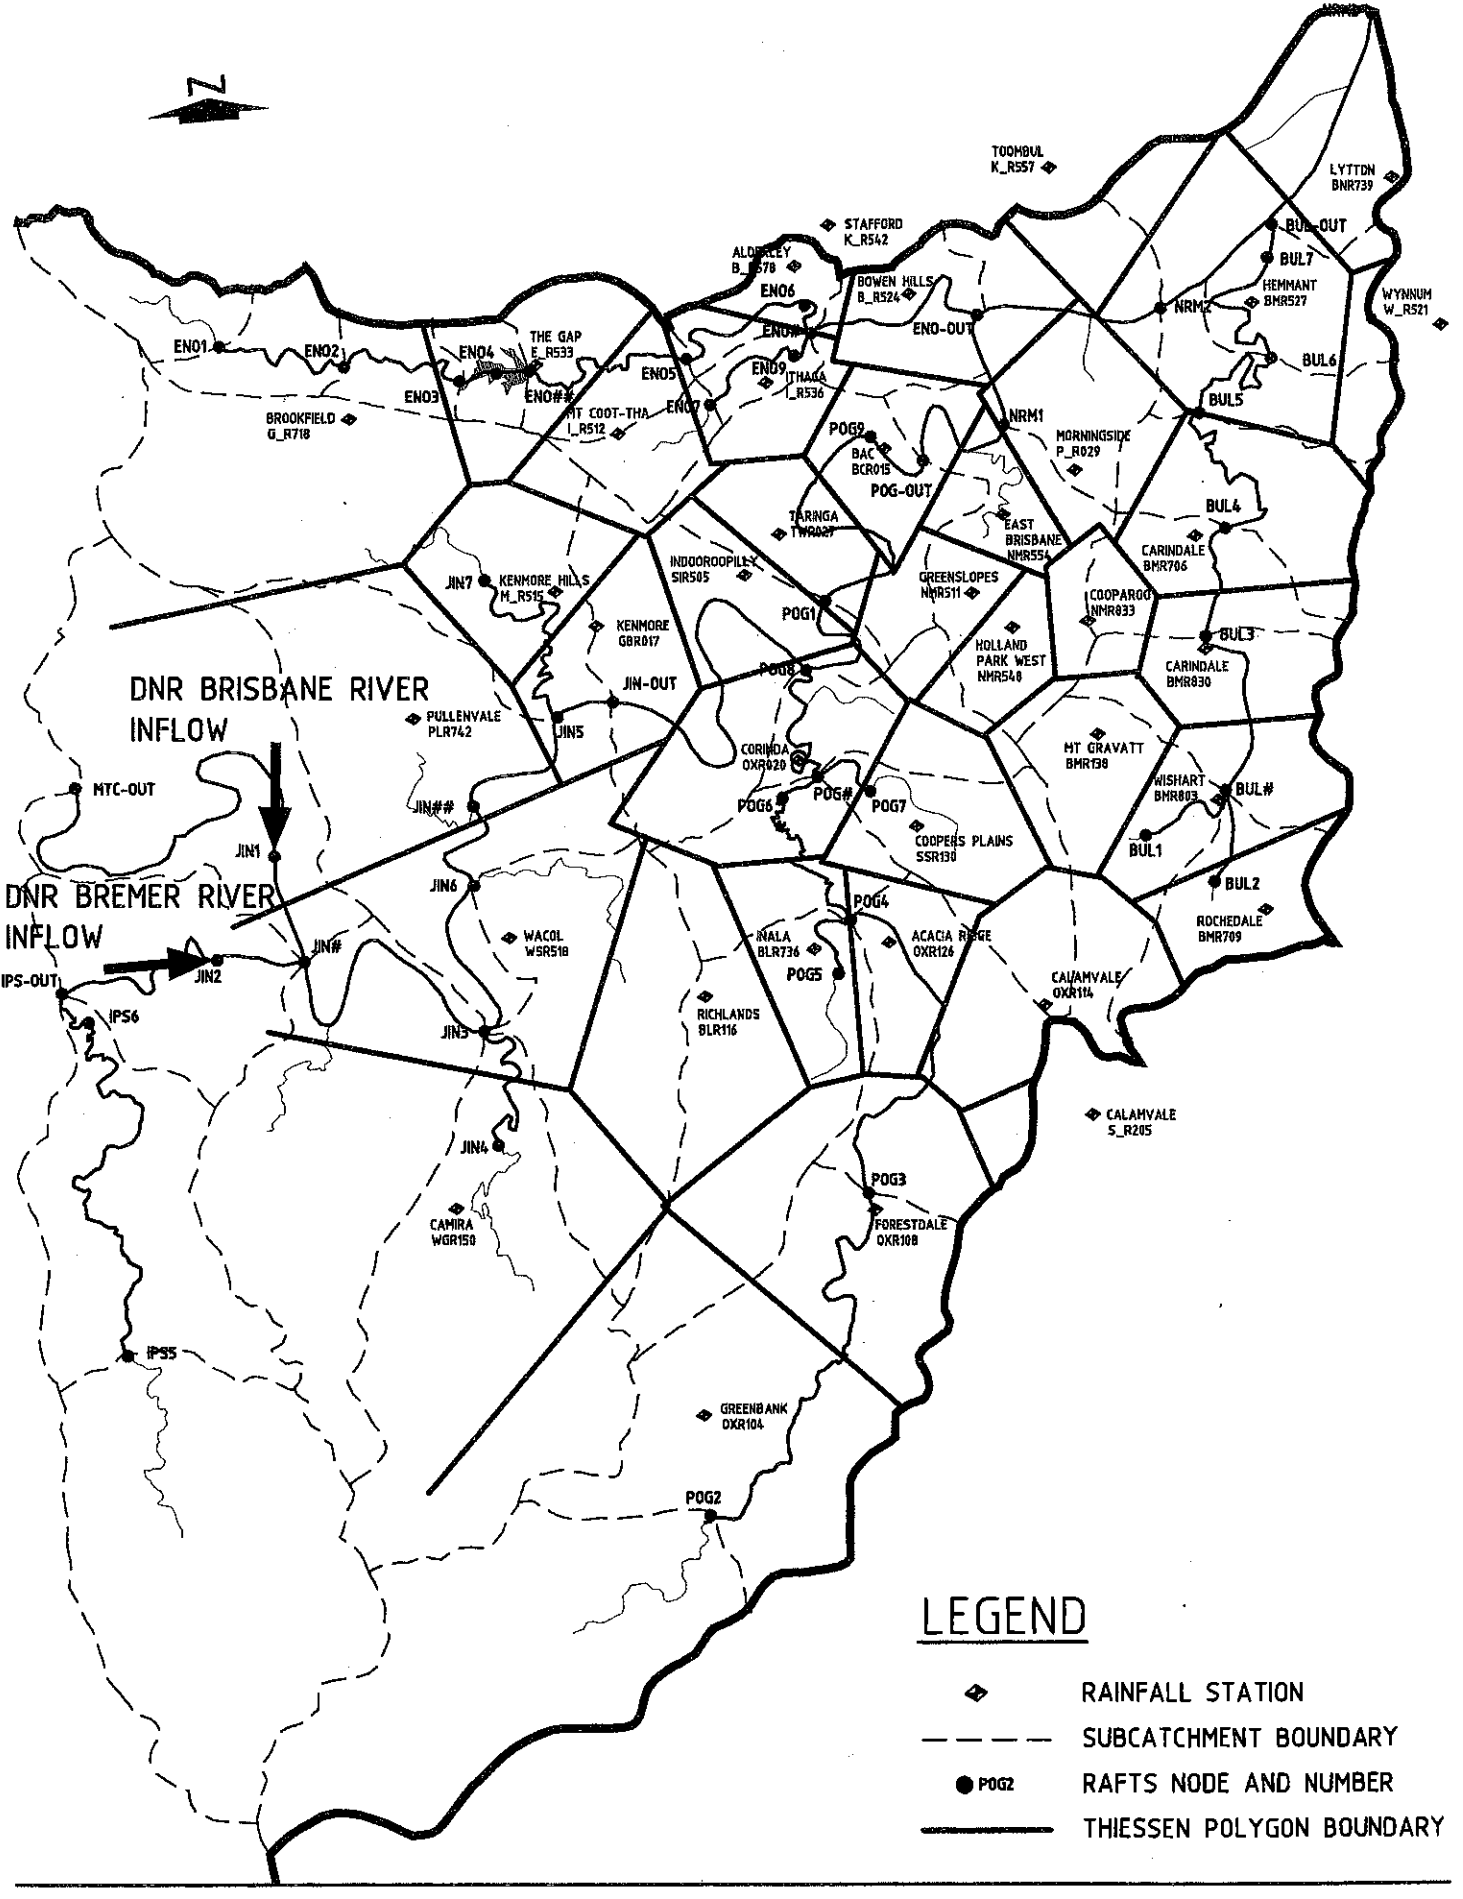 N
TOOMBUL
K_R557
LYTTON
BNR739
STAFFORD
K_R542
BUL-OUT
ALDERLEY
B_R578
BUL7
BOWEN HILLS
B_R524
HEMMANT
BMR527
WYNNUM
W_R521
ENO6
NRM2
ENO1
ENO2
ENO4
THE GAP
E_R533
ENO#
ENO-OUT
BUL6
ENO3
ENO##
ENO5
ENO9
ITHACA
I_R536
BROOKFIELD
G_R718
MT COOT-THA
I_R512
ENO7
NRM1
BUL5
POG9
BAC
BCR015
MORNINGSIDE
P_R029
POG-OUT
TARINGA
TWR027
EAST
BRISBANE
NMR554
BUL4
CARINDALE
BMR706
INDOOROOPILLY
SIR505
JIN7
KENMORE HILLS
M_R515
GREENSLOPES
NMR511
COOPAROO
NMR833
POG1
KENMORE
GBR017
HOLLAND
PARK WEST
NMR548
BUL3
CARINDALE
BMR830
POG8
DNR BRISBANE RIVER
INFLOW
JIN-OUT
PULLENVALE
PLR742
JIN5
CORINDA
OXR020
MT GRAVATT
BMR138
WISHART
BMR803
BUL#
MTC-OUT
JIN##
POG6
POG#
POG7
COOPERS PLAINS
SSR130
BUL1
JIN1
JIN6
BUL2
DNR BREMER RIVER
INFLOW
POG4
ROCHEDALE
BMR709
WACOL
WSR518
INALA
BLR736
ACACIA RIDGE
OXR126
JIN#
IPS-OUT
JIN2
POG5
CALAMVALE
OXR114
IPS6
RICHLANDS
BLR116
JIN3
CALAMVALE
S_R205
JIN4
POG3
CAMIRA
WGR150
FORESTDALE
OXR108
IPS5
GREENBANK
OXR104
POG2
LEGEND
RAINFALL STATION
SUBCATCHMENT BOUNDARY
POG2 RAFTS NODE AND NUMBER
THIESSEN POLYGON BOUNDARY